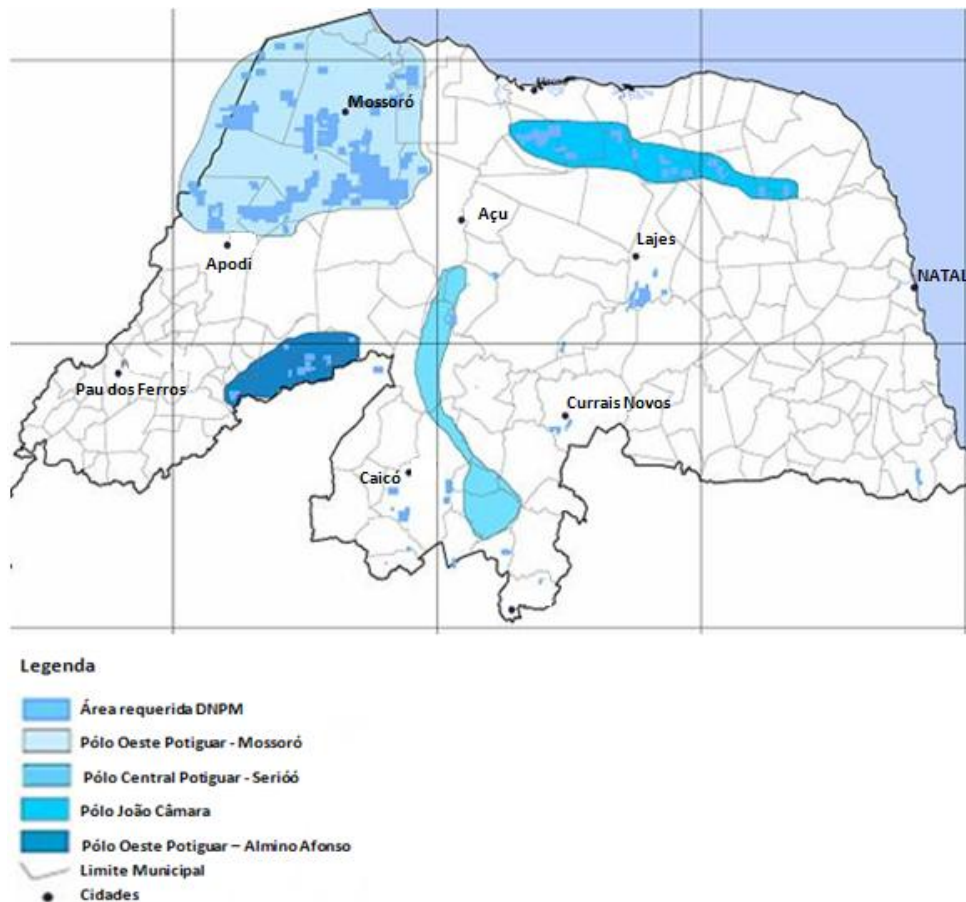 Mossoró
Açu
Lajes
Apodi
NATAL
Pau dos Ferros
Currais Novos
Caicó
Legenda
Área requerida DNPM
Pólo Oeste Potiguar - Mossoró
Pólo Central Potiguar - Serióó
Pólo João Câmara
Pólo Oeste Potiguar – Almino Afonso
Limite Municipal
Cidades